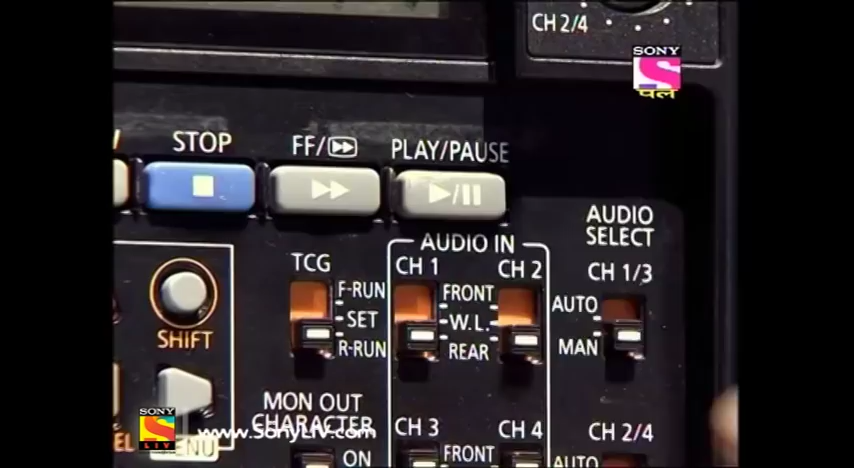 CH 2/4
SONY
पल
STOP
FF/
PLAY/PAUSE
AUDIO IN
AUDIO
SELECT
TCG
CH 1
CH 2
CH 1/3
F-RUN
FRONT
AUTO
SET
W.L.
SHIFT
R-RUN
REAR
MAN
MON OUT
CHARACTER
SONY
LIV
www.SonyLIV.com
CH 3
CH 4
CH 2/4
MENU
ON
FRONT
AUTO